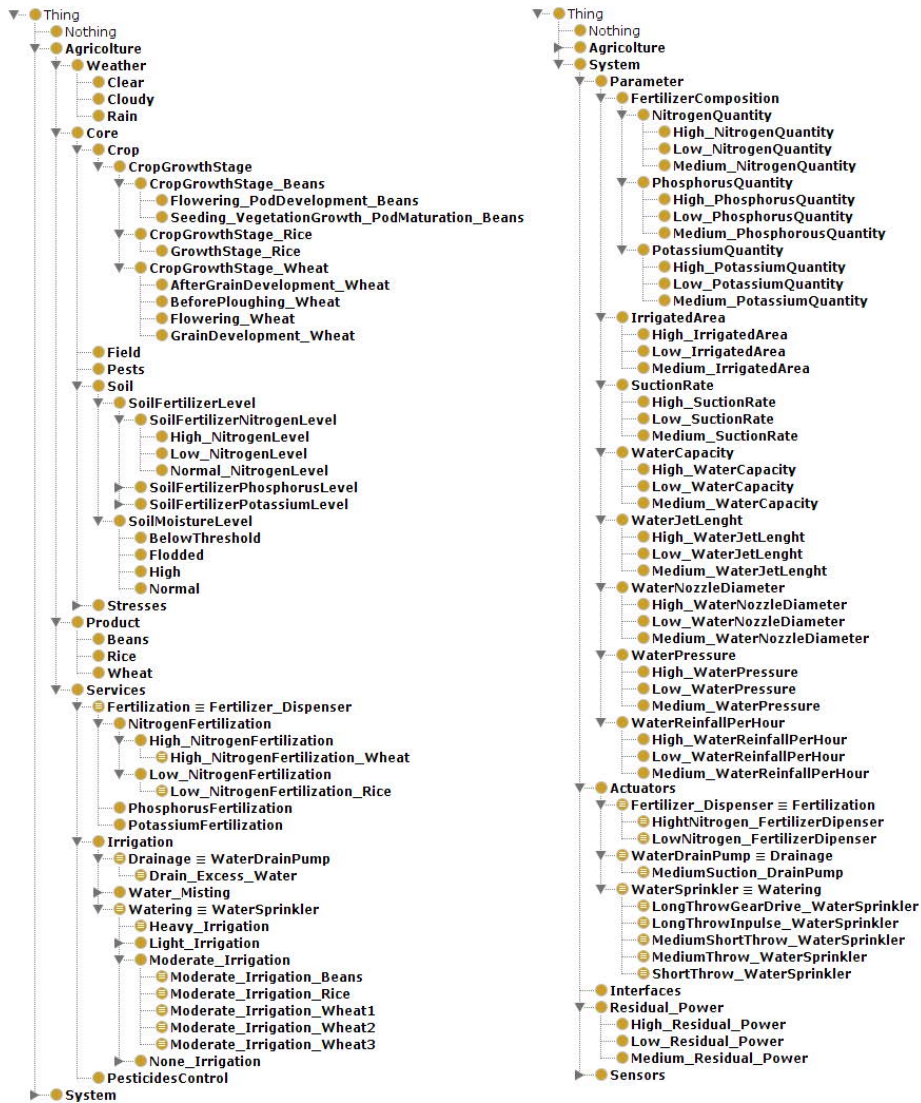 Thing
Nothing
Agricolture
Weather
Clear
Cloudy
Rain
Core
Crop
CropGrowthStage
CropGrowthStage_Beans
Flowering_PodDevelopment_Beans
Seeding_VegetationGrowth_PodMaturation_Beans
CropGrowthStage_Rice
GrowthStage_Rice
CropGrowthStage_Wheat
AfterGrainDevelopment_Wheat
BeforePloughing_Wheat
Flowering_Wheat
GrainDevelopment_Wheat
Field
Pests
Soil
SoilFertilizerLevel
SoilFertilizerNitrogenLevel
High_NitrogenLevel
Low_NitrogenLevel
Normal_NitrogenLevel
SoilFertilizerPhosphorusLevel
SoilFertilizerPotassiumLevel
SoilMoistureLevel
BelowThreshold
Flodded
High
Normal
Stresses
Product
Beans
Rice
Wheat
Services
Fertilization ≡ Fertilizer_Dispenser
NitrogenFertilization
High_NitrogenFertilization
High_NitrogenFertilization_Wheat
Low_NitrogenFertilization
Low_NitrogenFertilization_Rice
PhosphorusFertilization
PotassiumFertilization
Irrigation
Drainage ≡ WaterDrainPump
Drain_Excess_Water
Water_Misting
Watering ≡ WaterSprinkler
Heavy_Irrigation
Light_Irrigation
Moderate_Irrigation
Moderate_Irrigation_Beans
Moderate_Irrigation_Rice
Moderate_Irrigation_Wheat1
Moderate_Irrigation_Wheat2
Moderate_Irrigation_Wheat3
None_Irrigation
PesticidesControl
System
Thing
Nothing
Agricolture
System
Parameter
FertilizerComposition
NitrogenQuantity
High_NitrogenQuantity
Low_NitrogenQuantity
Medium_NitrogenQuantity
PhosphorusQuantity
High_PhosphorusQuantity
Low_PhosphorusQuantity
Medium_PhosphorousQuantity
PotassiumQuantity
High_PotassiumQuantity
Low_PotassiumQuantity
Medium_PotassiumQuantity
IrrigatedArea
High_IrrigatedArea
Low_IrrigatedArea
Medium_IrrigatedArea
SuctionRate
High_SuctionRate
Low_SuctionRate
Medium_SuctionRate
WaterCapacity
High_WaterCapacity
Low_WaterCapacity
Medium_WaterCapacity
WaterJetLenght
High_WaterJetLenght
Low_WaterJetLenght
Medium_WaterJetLenght
WaterNozzleDiameter
High_WaterNozzleDiameter
Low_WaterNozzleDiameter
Medium_WaterNozzleDiameter
WaterPressure
High_WaterPressure
Low_WaterPressure
Medium_WaterPressure
WaterReinfallPerHour
High_WaterReinfallPerHour
Low_WaterReinfallPerHour
Medium_WaterReinfallPerHour
Actuators
Fertilizer_Dispenser ≡ Fertilization
HightNitrogen_FertilizerDipenser
LowNitrogen_FertilizerDipenser
WaterDrainPump ≡ Drainage
MediumSuction_DrainPump
WaterSprinkler ≡ Watering
LongThrowGearDrive_WaterSprinkler
LongThrowInpulse_WaterSprinkler
MediumShortThrow_WaterSprinkler
MediumThrow_WaterSprinkler
ShortThrow_WaterSprinkler
Interfaces
Residual_Power
High_Residual_Power
Low_Residual_Power
Medium_Residual_Power
Sensors